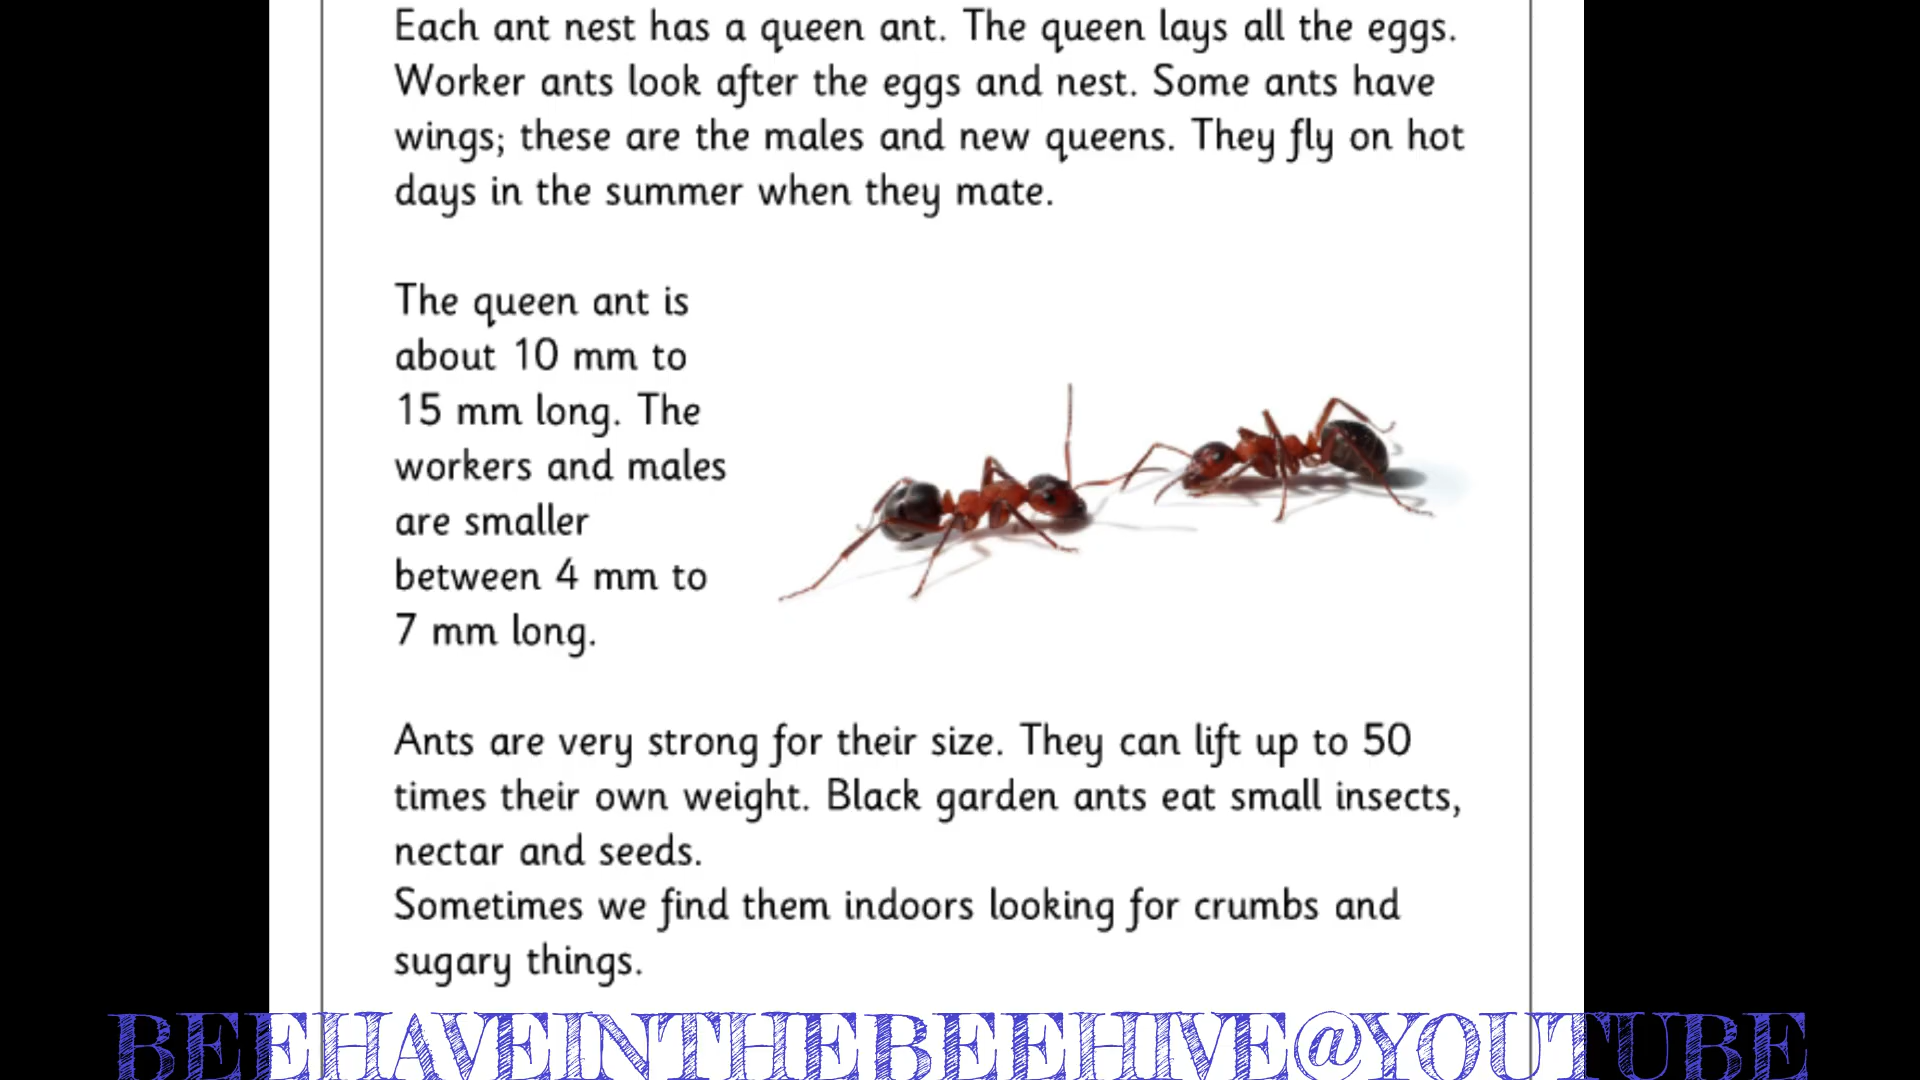 Each ant nest has a queen ant. The queen lays all the eggs.
Worker ants look after the eggs and nest. Some ants have
wings; these are the males and new queens. They fly on hot
days in the summer when they mate.
The queen ant is
about 10 mm to
15 mm long. The
workers and males
are smaller
between 4 mm to
7 mm long.
Ants are very strong for their size. They can lift up to 50
times their own weight. Black garden ants eat small insects,
nectar and seeds.
Sometimes we find them indoors looking for crumbs and
sugary things.
BEEHAVEINTHEBEEHIVE@YOUTUBE